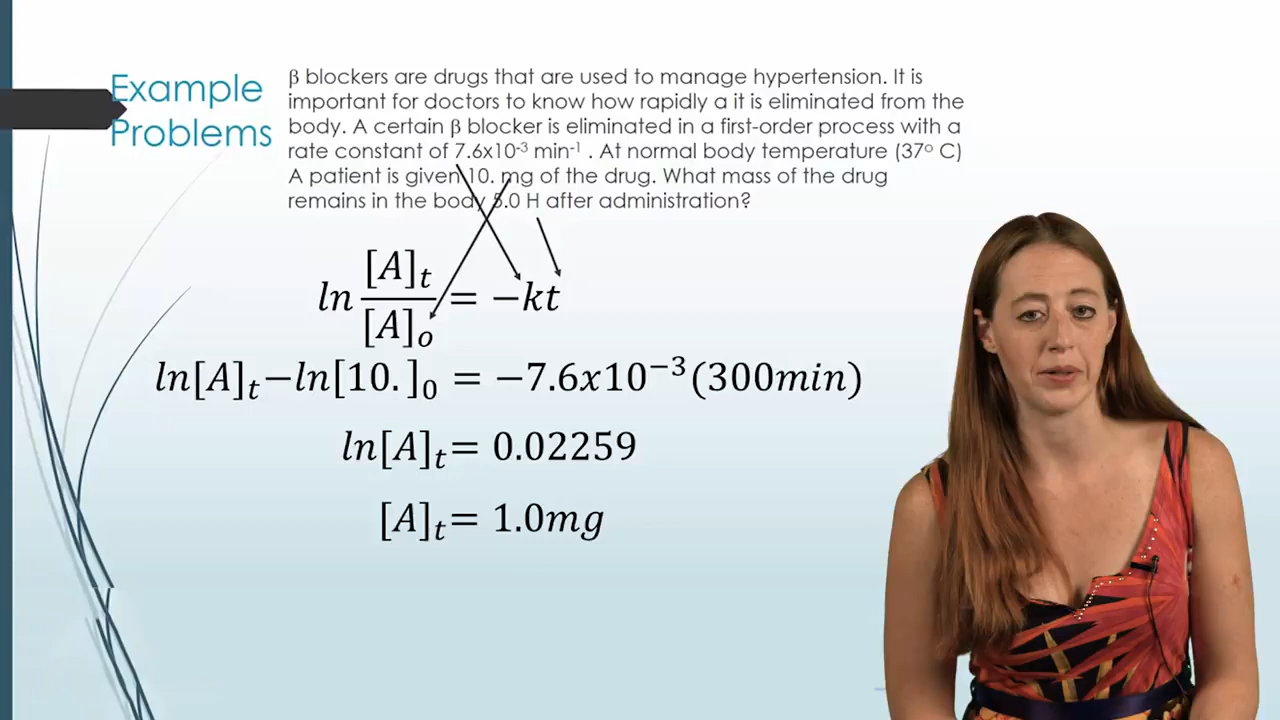 Example
Problems
β blockers are drugs that are used to manage hypertension. It is
important for doctors to know how rapidly a it is eliminated from the
body. A certain β blocker is eliminated in a first-order process with a
rate constant of 7.6x10⁻³ min⁻¹ . At normal body temperature (37º C)
A patient is given 10. mg of the drug. What mass of the drug
remains in the body 5.0 H after administration?
ln [A]ₜ/[A]ₒ = −kt
ln[A]ₜ−ln[10.]₀ = −7.6x10⁻³(300min)
ln[A]ₜ= 0.02259
[A]ₜ= 1.0mg